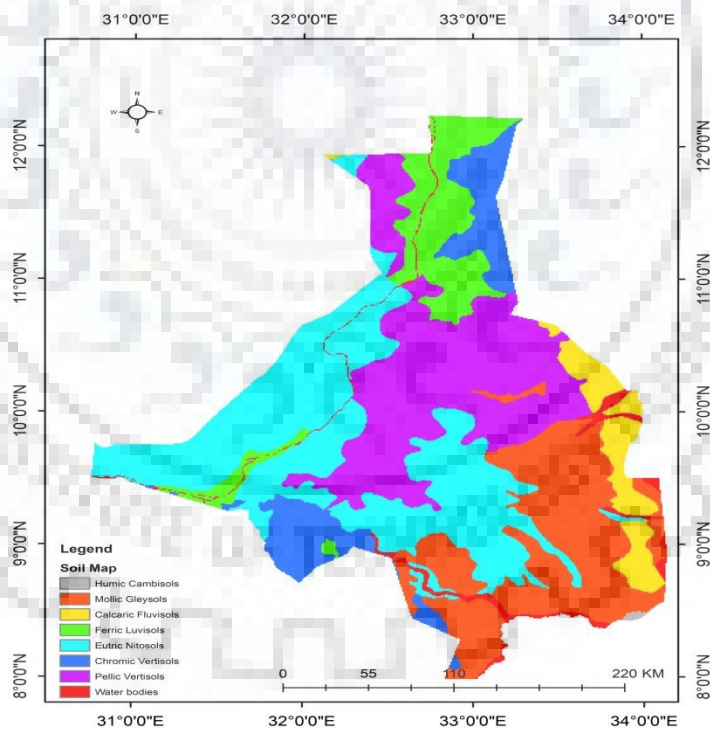 31°0'0"E 32°0'0"E 33°0'0"E 34°0'0"E
N
W E
S
12°0'0"N 12°0'0"N
11°0'0"N 11°0'0"N
10°0'0"N 10°0'0"N
9°0'0"N 9°0'0"N
8°0'0"N 8°0'0"N
Legend
Soil Map
Humic Cambisols
Mollic Gleysols
Calcaric Fluvisols
Ferric Luvisols
Eutric Nitosols
Chromic Vertisols
Pellic Vertisols
Water bodies
0 55 110 220 KM
31°0'0"E 32°0'0"E 33°0'0"E 34°0'0"E